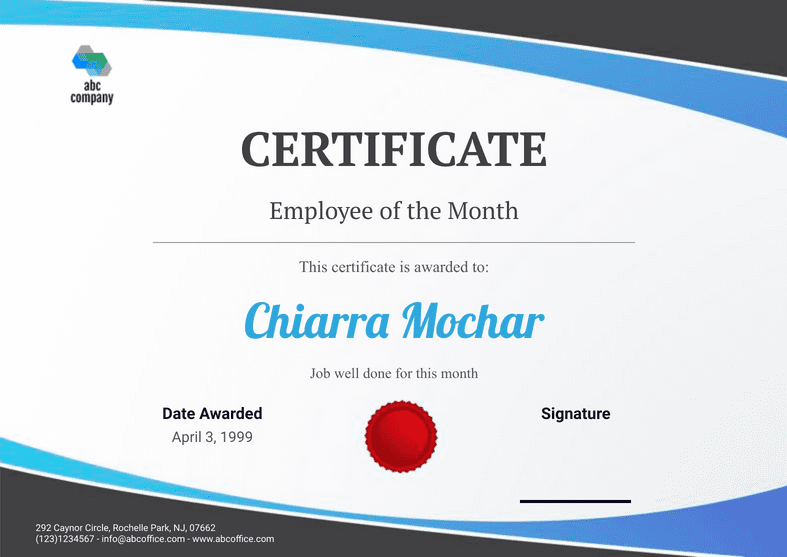 abc
company
CERTIFICATE
Employee of the Month
This certificate is awarded to:
Chiarra Mochar
Job well done for this month
Date Awarded
April 3, 1999
Signature
292 Caynor Circle, Rochelle Park, NJ, 07662
(123)1234567 - info@abcoffice.com - www.abcoffice.com